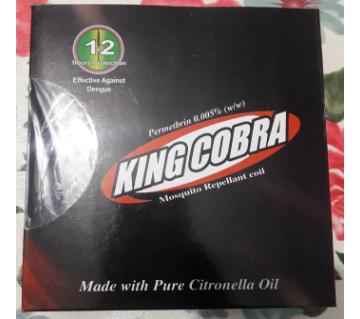 12
Hours Protection
Effective Against
Dengue
Permethrin 0.005% (w/w)
KING COBRA
Mosquito Repellant coil
Made with Pure Citronella Oil